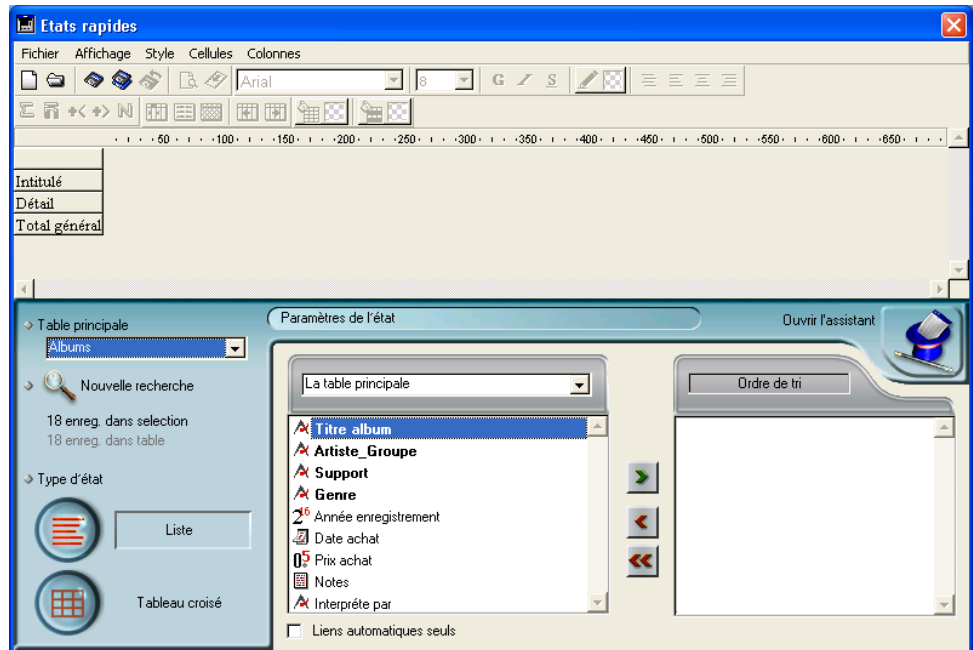 Etats rapides
Fichier Affichage Style Cellules Colonnes
Arial 8 G I S
Σ N
50 100 150 200 250 300 350 400 450 500 550 600 650
Intitulé
Détail
Total général
Table principale
Albums
Nouvelle recherche
18 enreg. dans selection
18 enreg. dans table
Type d'état
Liste
Tableau croisé
Paramètres de l'état
Ouvrir l'assistant
La table principale
Titre album
Artiste_Groupe
Support
Genre
2¹⁶ Année enregistrement
Date achat
0,5 Prix achat
Notes
Interpréte par
Liens automatiques seuls
Ordre de tri